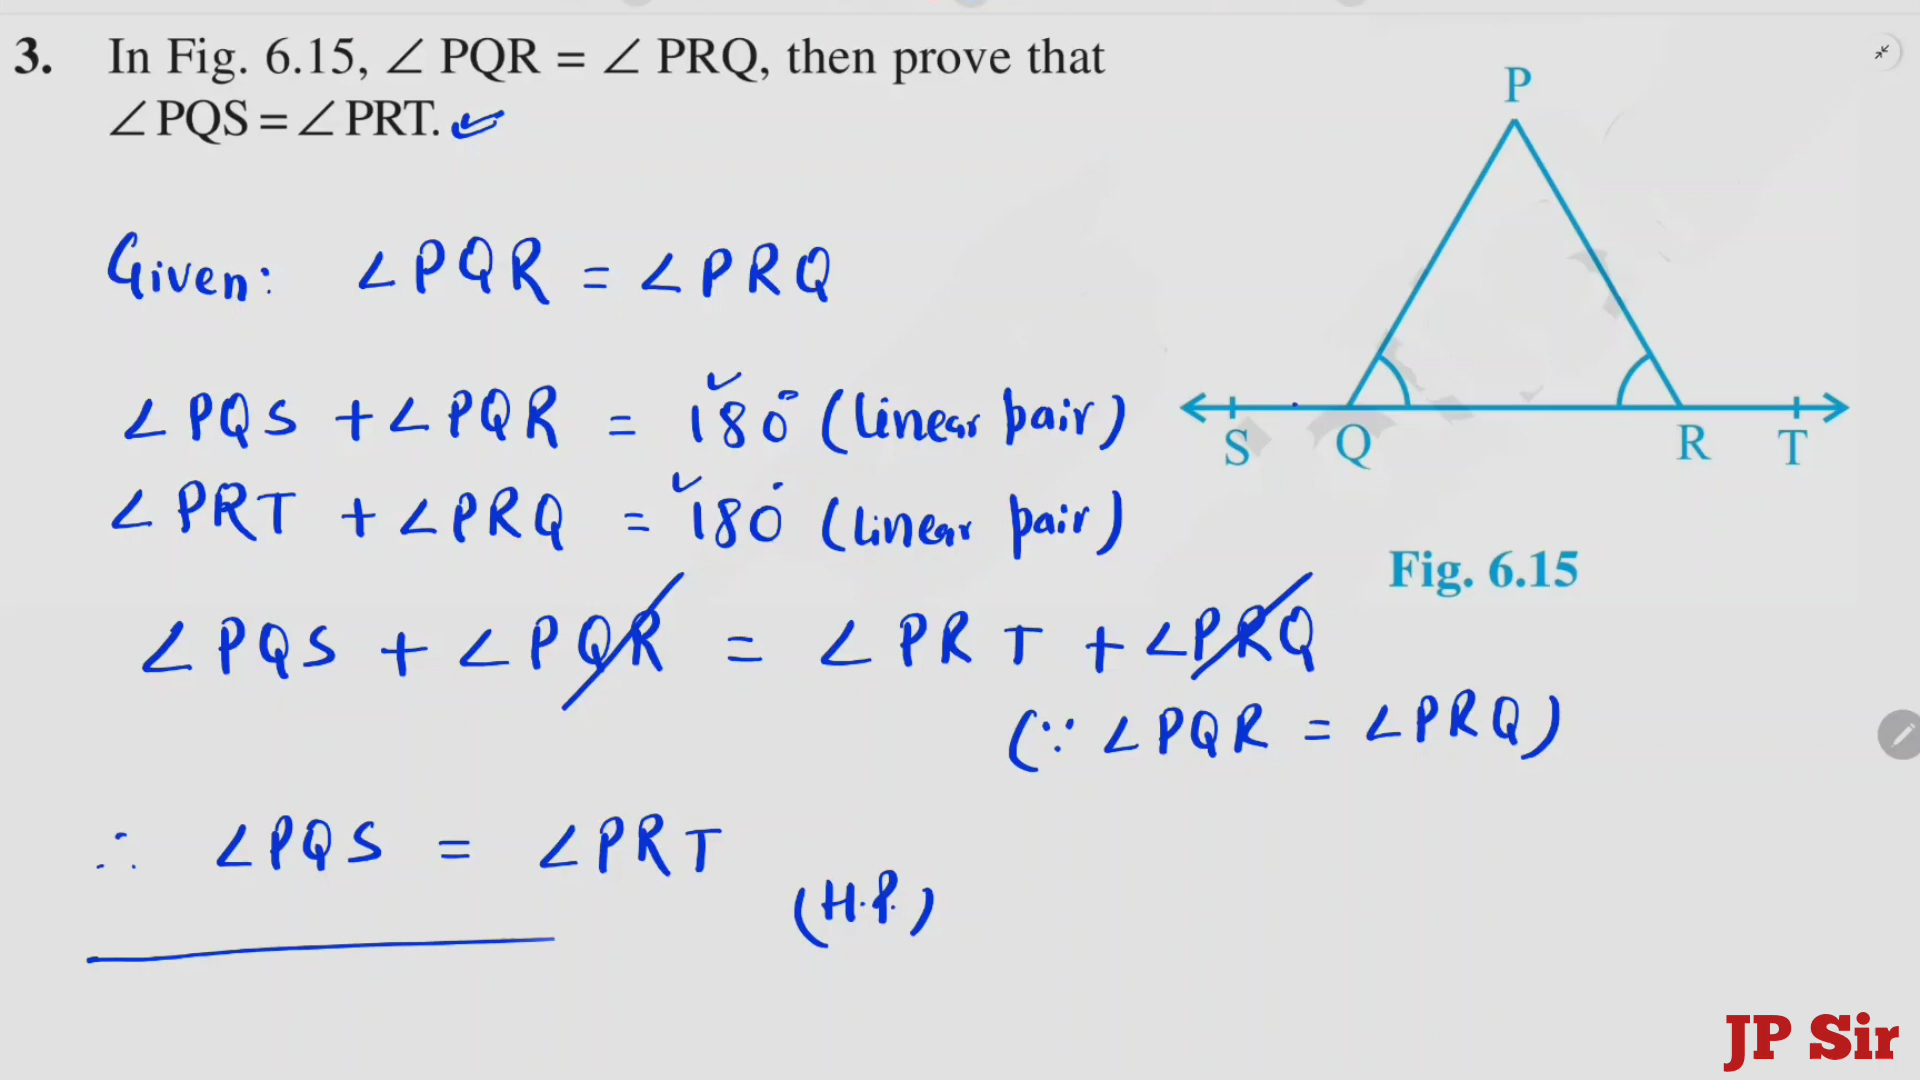 3. In Fig. 6.15, ∠ PQR = ∠ PRQ, then prove that
∠ PQS = ∠ PRT.
P
S Q R T
Fig. 6.15
Given: ∠PQR = ∠PRQ
∠PQS + ∠PQR = 180° (linear pair)
∠PRT + ∠PRQ = 180° (linear pair)
∠PQS + ∠PQR = ∠PRT + ∠PRQ
(∵ ∠PQR = ∠PRQ)
∴ ∠PQS = ∠PRT
(H.P.)
JP Sir